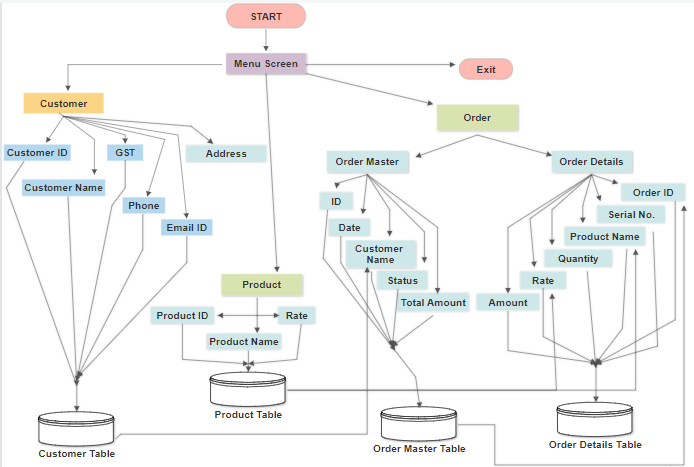 START
Menu Screen
Exit
Customer
Order
Customer ID
GST
Address
Order Master
Order Details
Customer Name
Order ID
ID
Phone
Serial No.
Date
Email ID
Product Name
Customer
Name
Quantity
Status
Rate
Product
Total Amount
Amount
Product ID
Rate
Product Name
Product Table
Customer Table
Order Master Table
Order Details Table